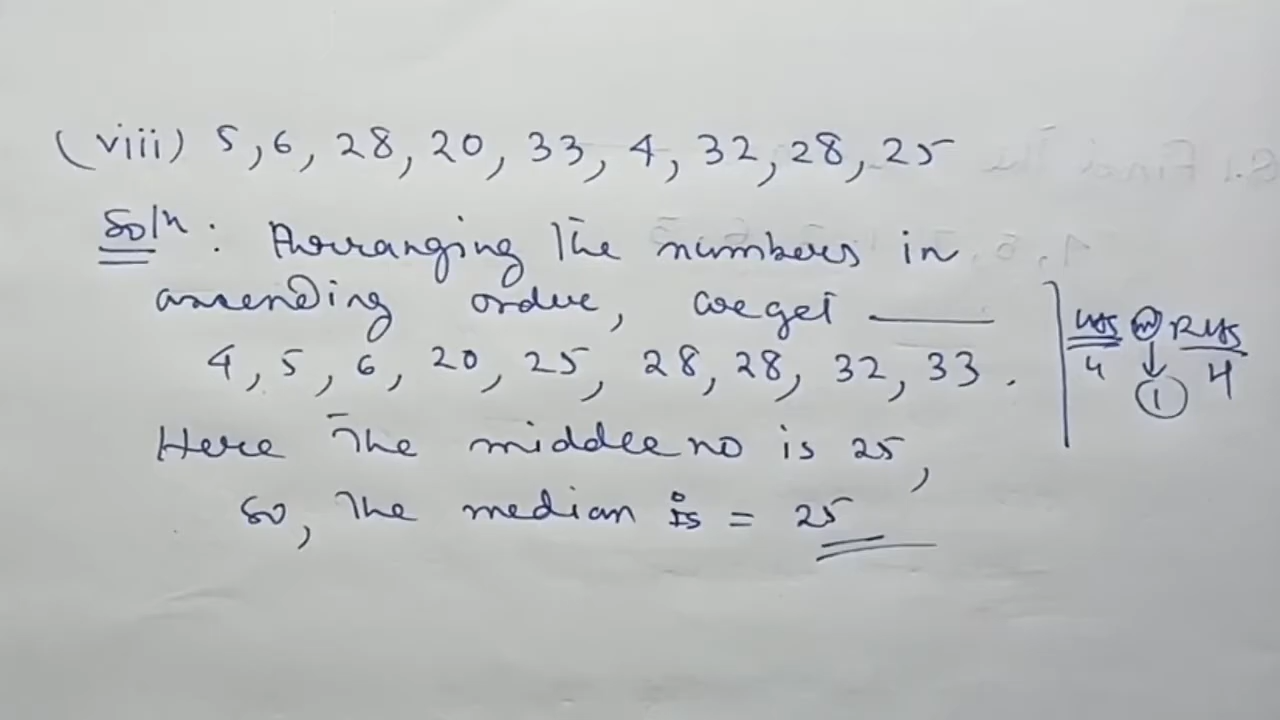 (viii) 5, 6, 28, 20, 33, 4, 32, 28, 25
Soln : Arranging the numbers in
ascending order, we get ———
4, 5, 6, 20, 25, 28, 28, 32, 33.
Here the middle no is 25,
So, the median is = 25
LHS m RHS
4 1 4